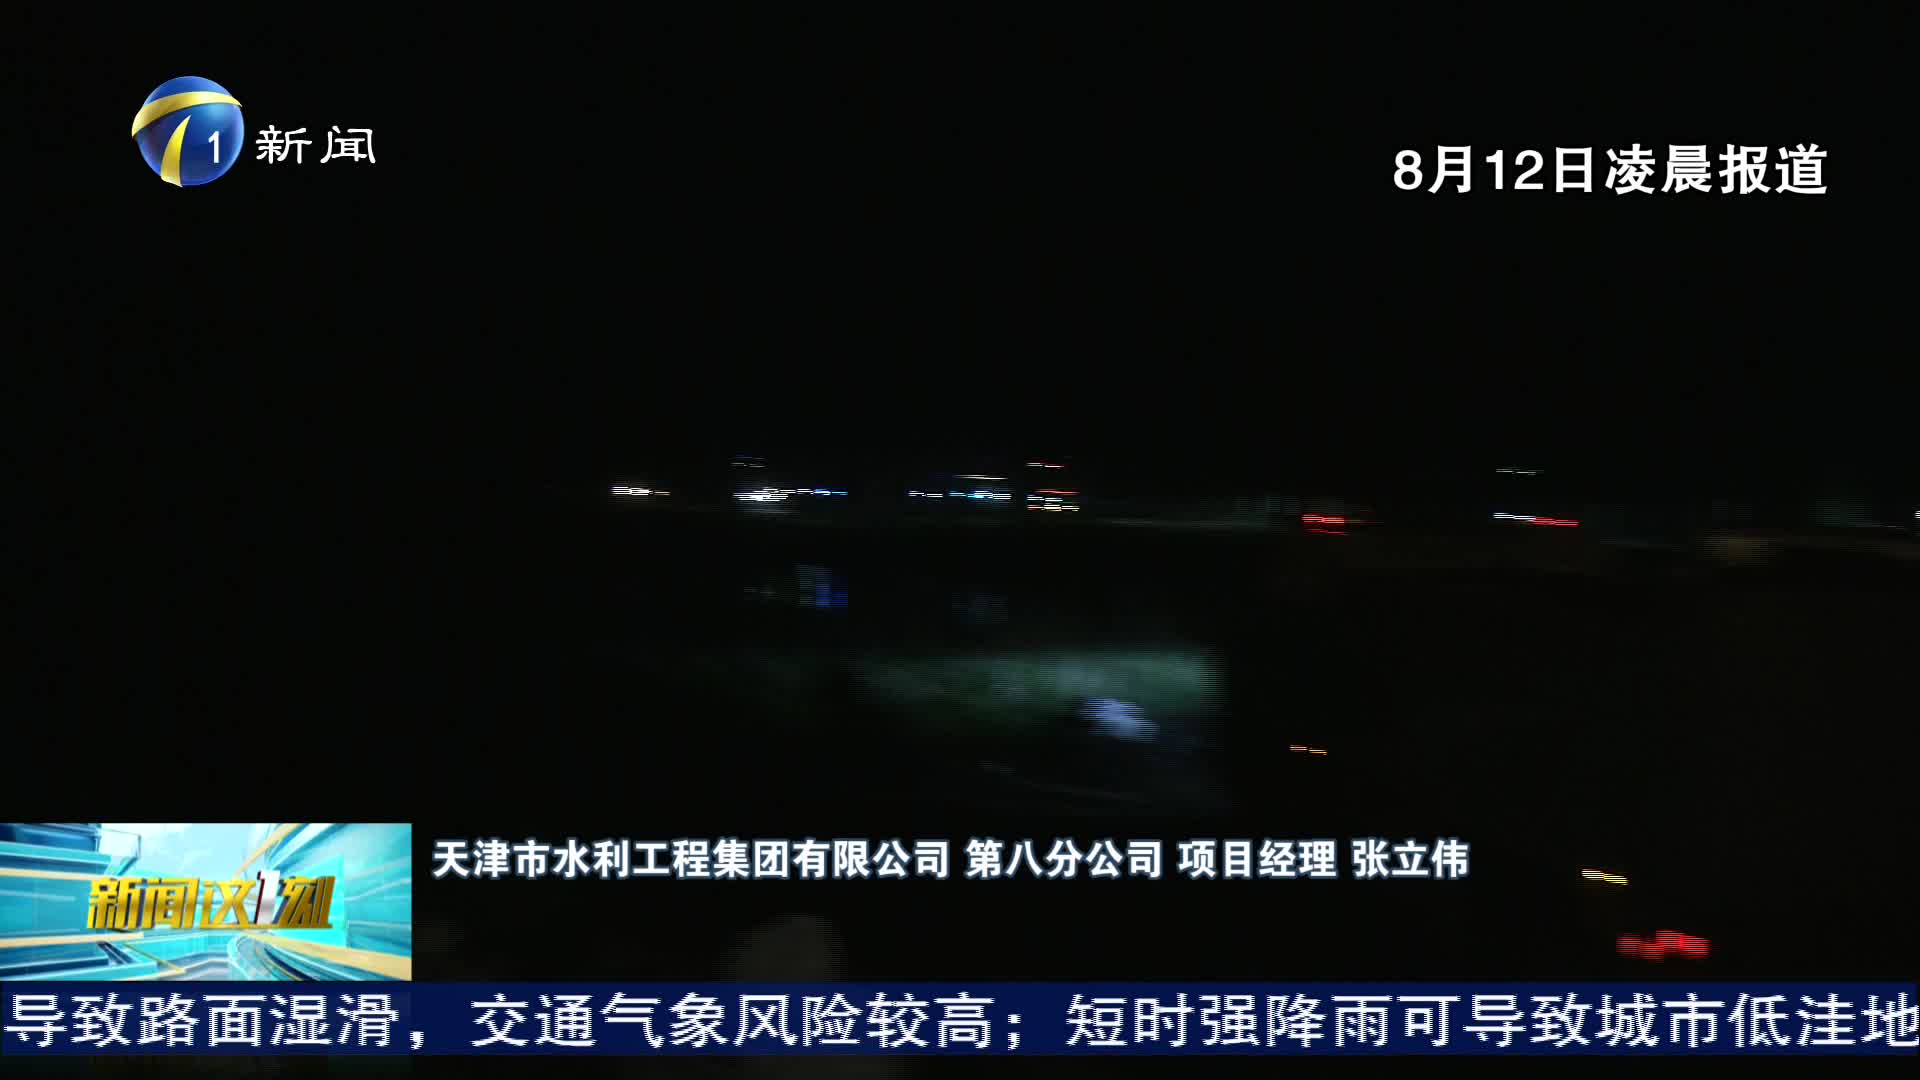 1 新闻
8月12日凌晨报道
天津市水利工程集团有限公司 第八分公司 项目经理 张立伟
新闻这1刻
导致路面湿滑，交通气象风险较高；短时强降雨可导致城市低洼地